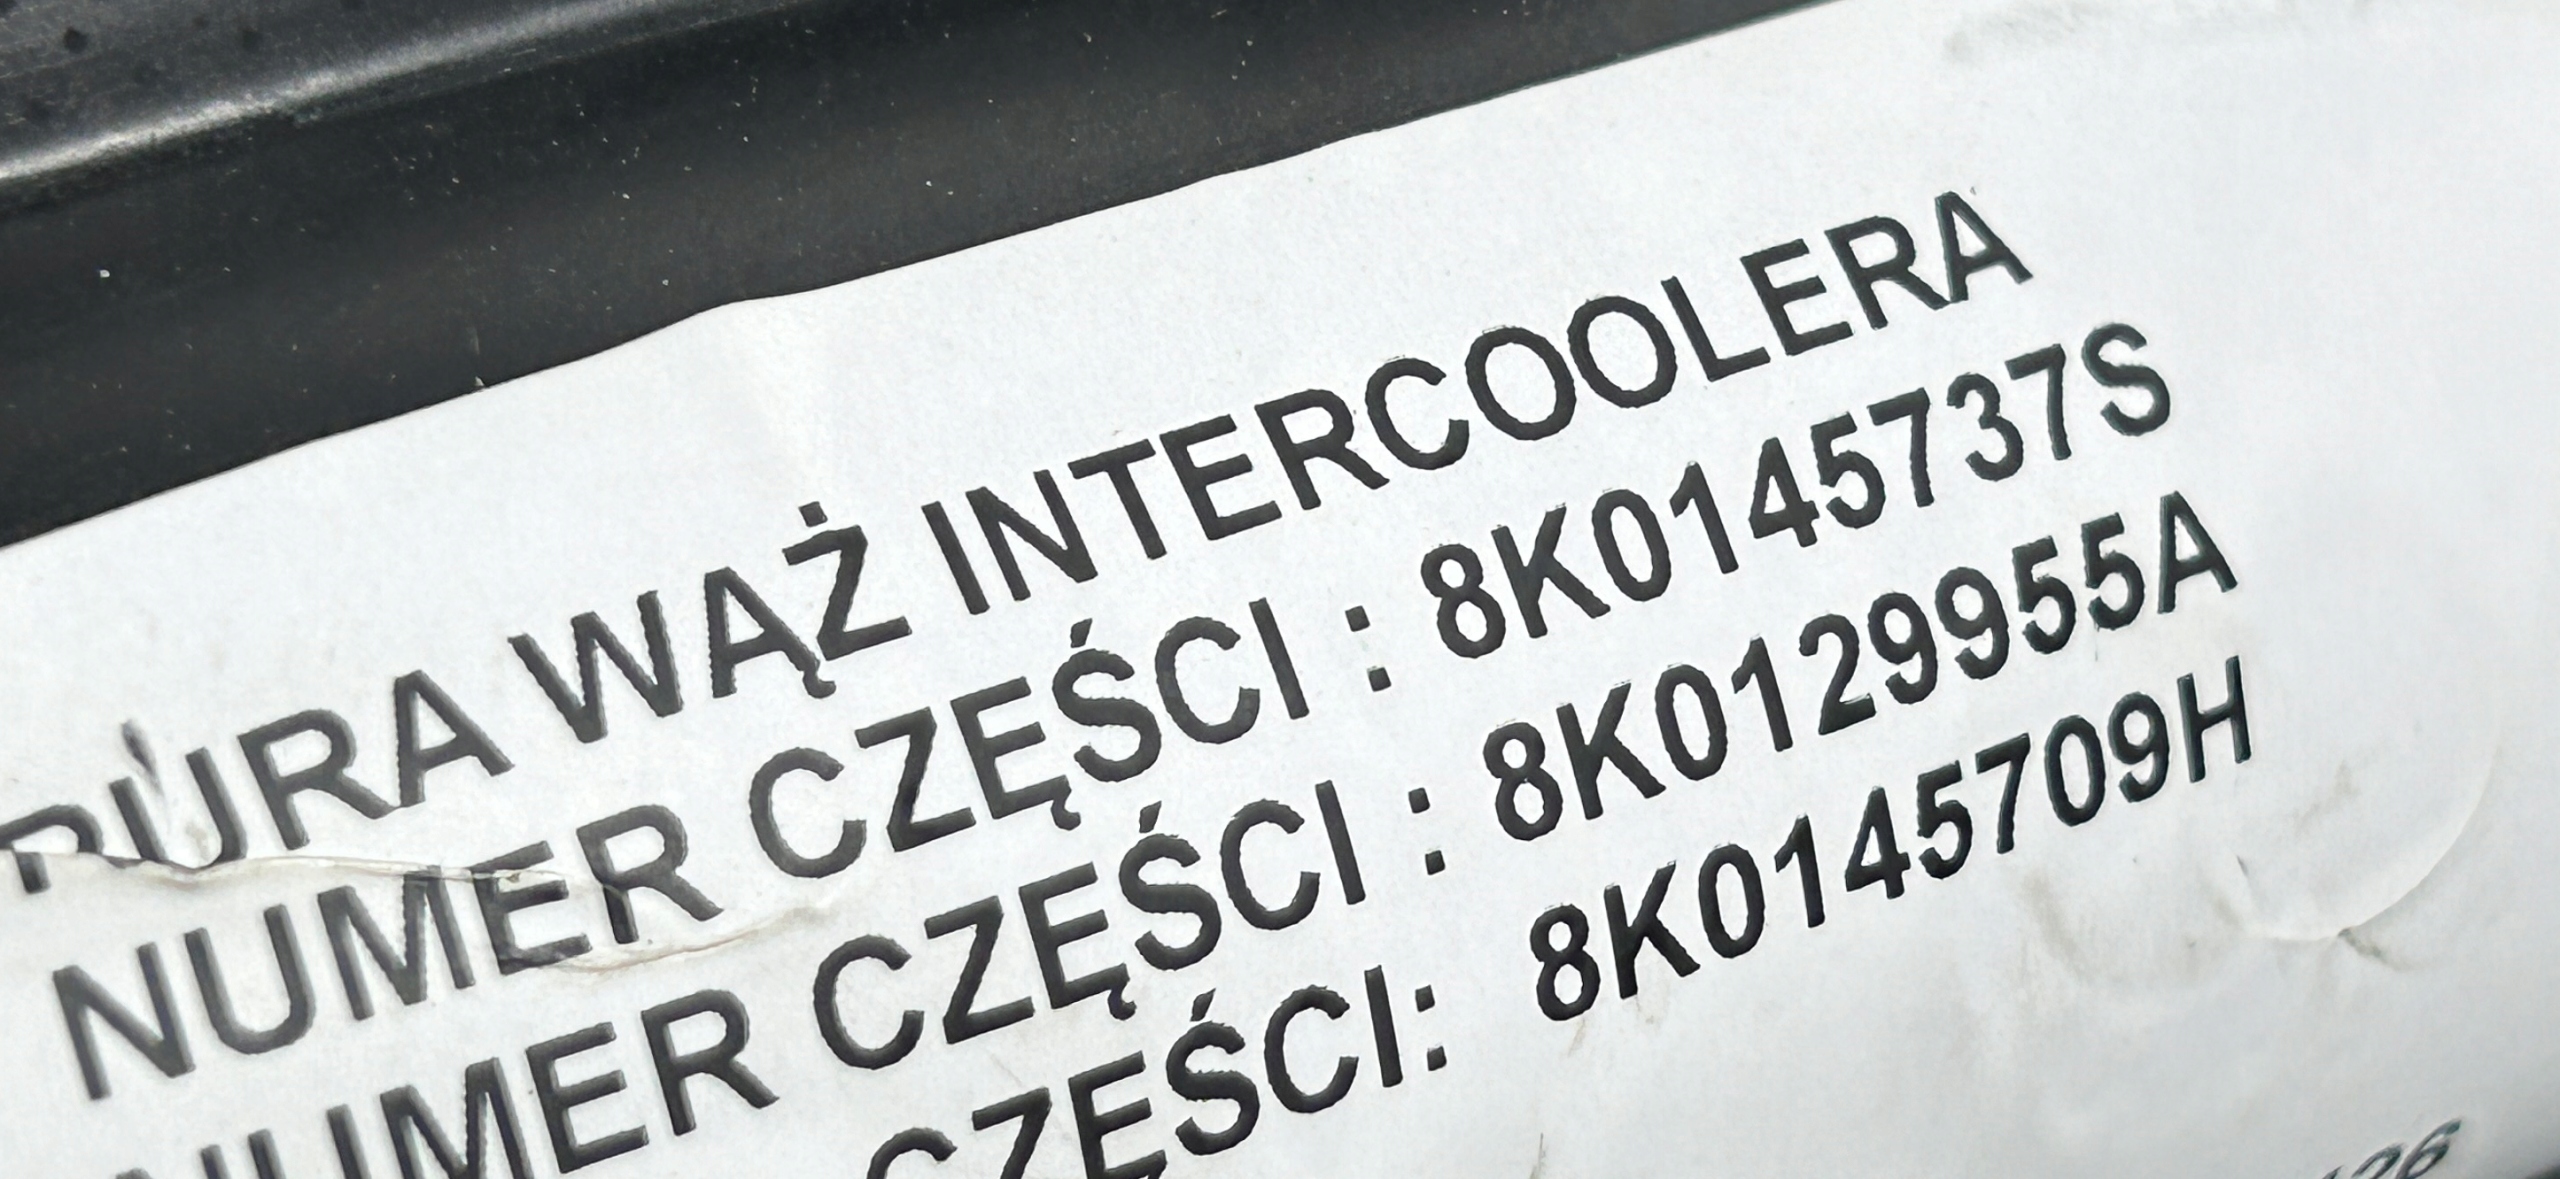 RURA WĄŻ INTERCOOLERA
NUMER CZĘŚCI : 8K0145737S
NUMER CZĘŚCI : 8K0129955A
CZĘŚCI: 8K0145709H